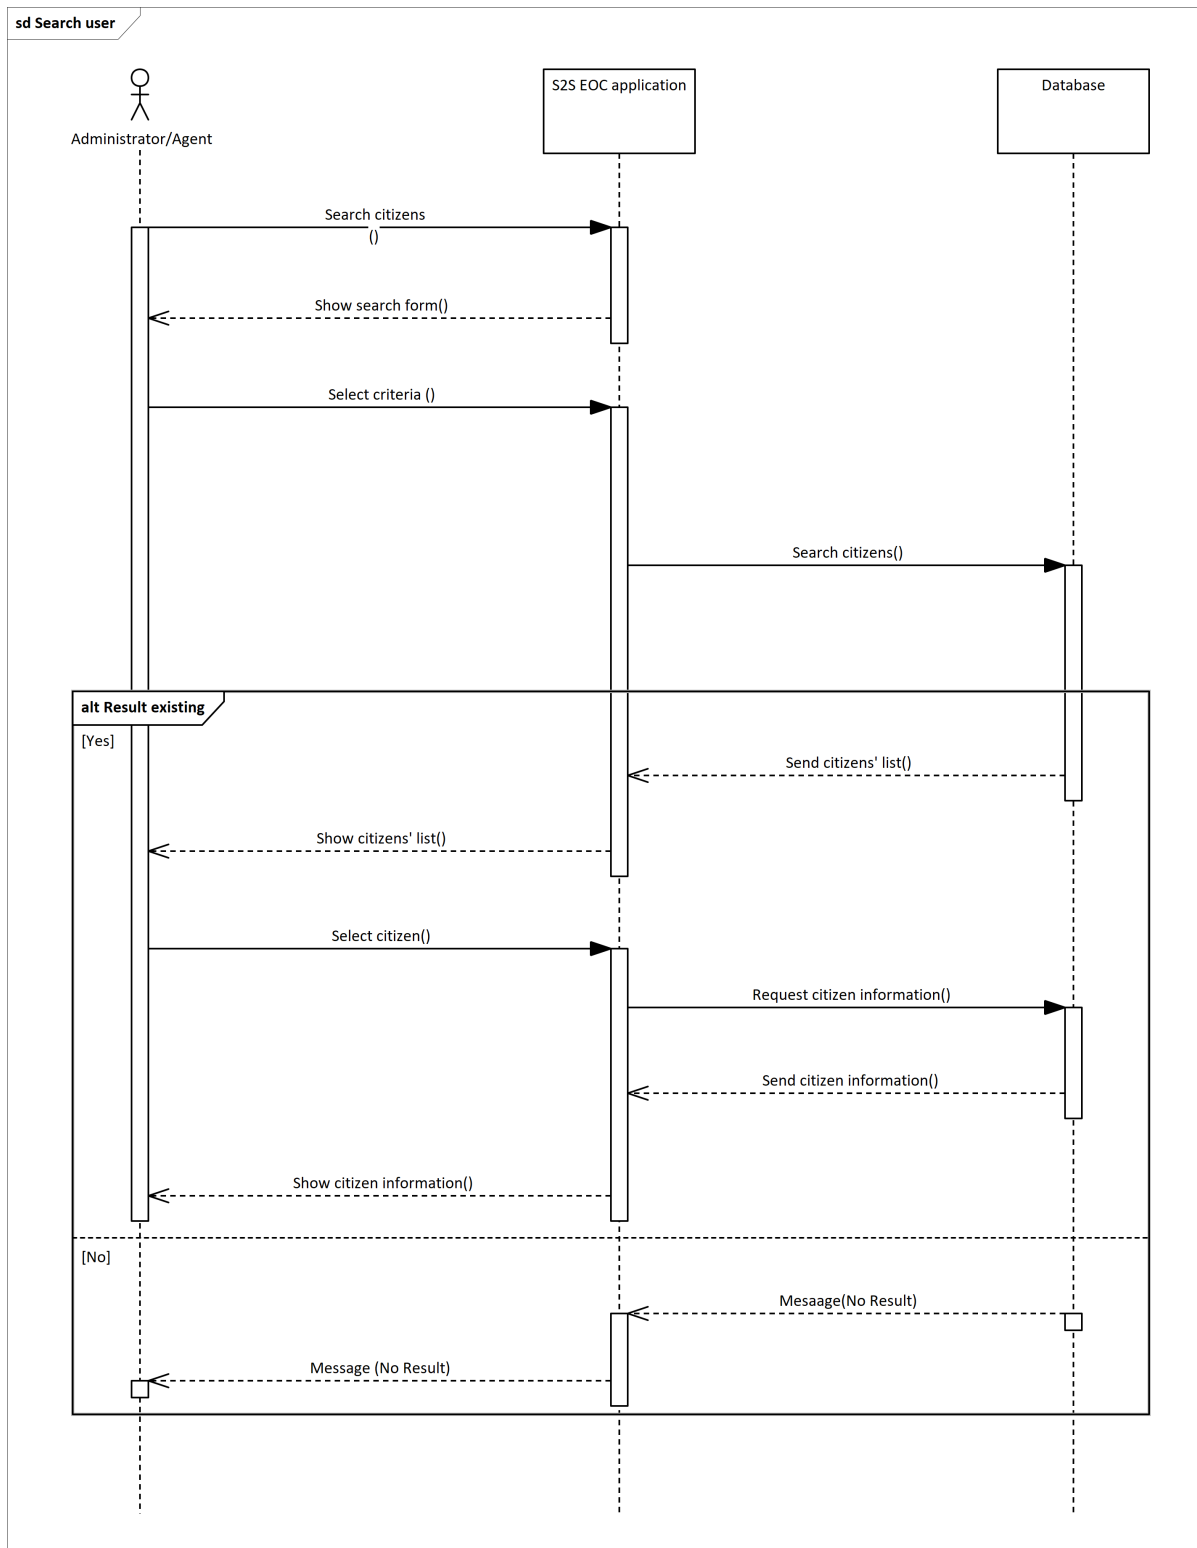 sd Search user
Administrator/Agent
S2S EOC application
Database
Search citizens
()
Show search form()
Select criteria ()
Search citizens()
alt Result existing
[Yes]
Send citizens' list()
Show citizens' list()
Select citizen()
Request citizen information()
Send citizen information()
Show citizen information()
[No]
Mesaage(No Result)
Message (No Result)